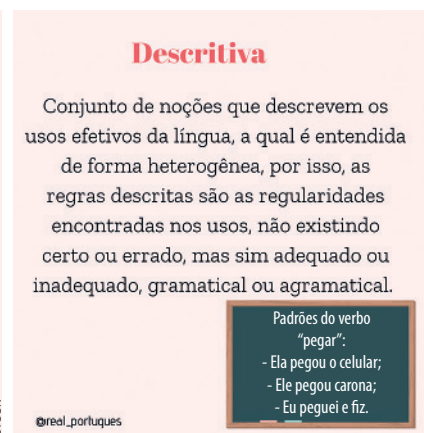 Descritiva
Conjunto de noções que descrevem os
usos efetivos da língua, a qual é entendida
de forma heterogênea, por isso, as
regras descritas são as regularidades
encontradas nos usos, não existindo
certo ou errado, mas sim adequado ou
inadequado, gramatical ou agramatical.
Padrões do verbo
“pegar”:
- Ela pegou o celular;
- Ele pegou carona;
- Eu peguei e fiz.
@real_portugues